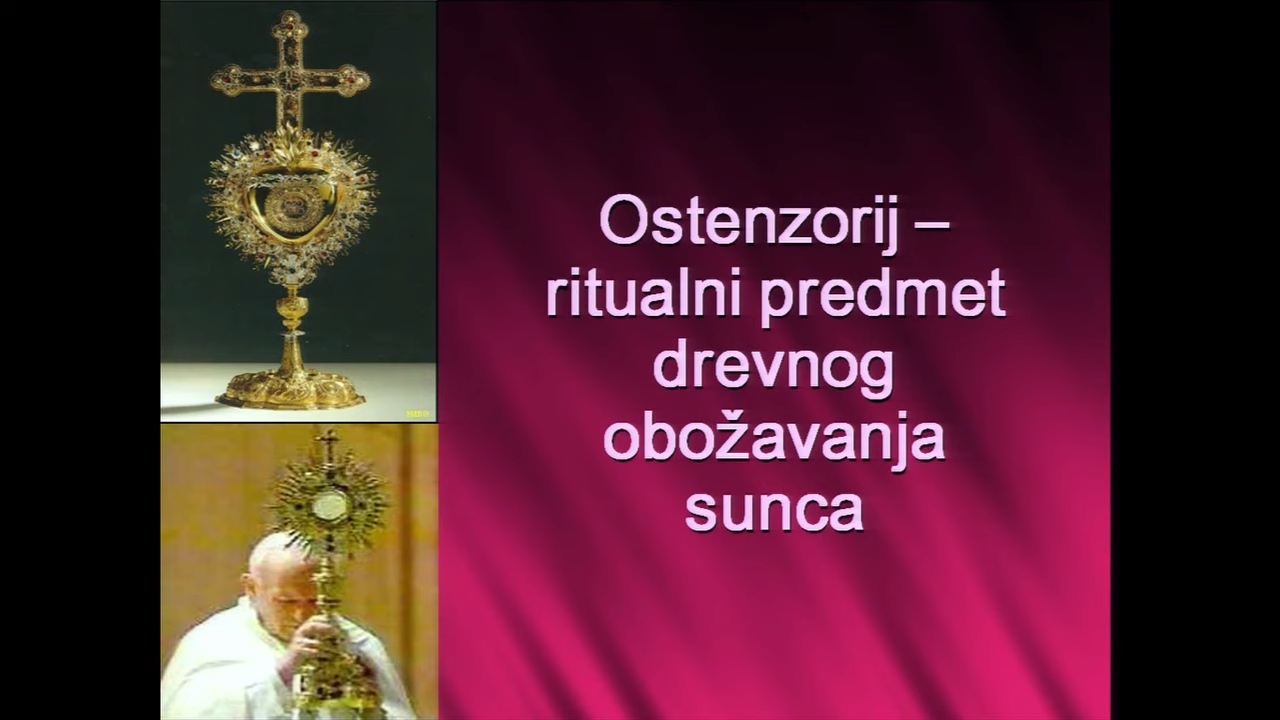 Ostenzorij –
ritualni predmet
drevnog
obožavanja
sunca